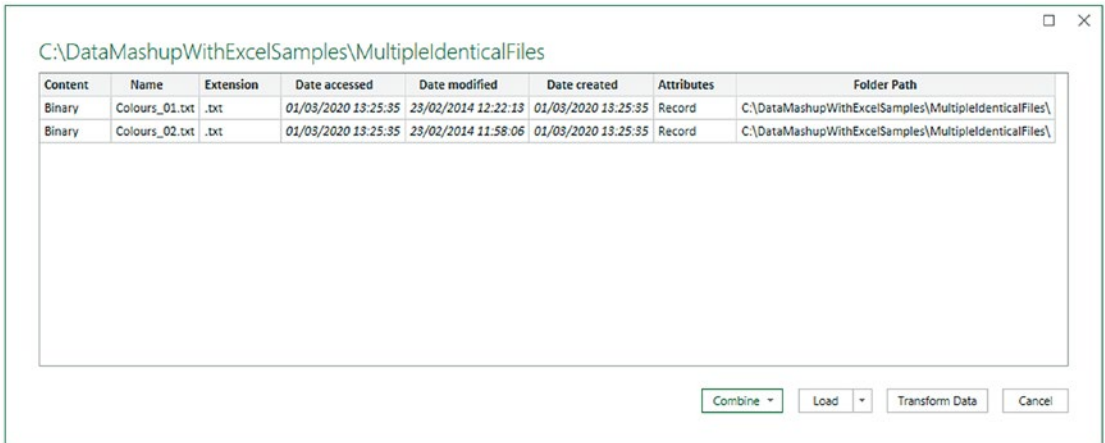 C:\DataMashupWithExcelSamples\MultipleIdenticalFiles
Content Name Extension Date accessed Date modified Date created Attributes Folder Path
Binary Colours_01.txt .txt 01/03/2020 13:25:35 23/02/2014 12:22:13 01/03/2020 13:25:35 Record C:\DataMashupWithExcelSamples\MultipleIdenticalFiles\
Binary Colours_02.txt .txt 01/03/2020 13:25:35 23/02/2014 11:58:06 01/03/2020 13:25:35 Record C:\DataMashupWithExcelSamples\MultipleIdenticalFiles\
Combine Load Transform Data Cancel